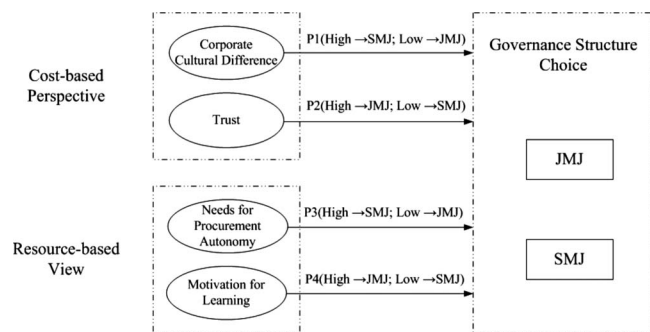 Cost-based
Perspective
Corporate
Cultural Difference
Trust
P1(High →SMJ; Low →JMJ)
P2(High →JMJ; Low →SMJ)
Resource-based
View
Needs for
Procurement
Autonomy
Motivation for
Learning
P3(High →SMJ; Low →JMJ)
P4(High →JMJ; Low →SMJ)
Governance Structure
Choice
JMJ
SMJ